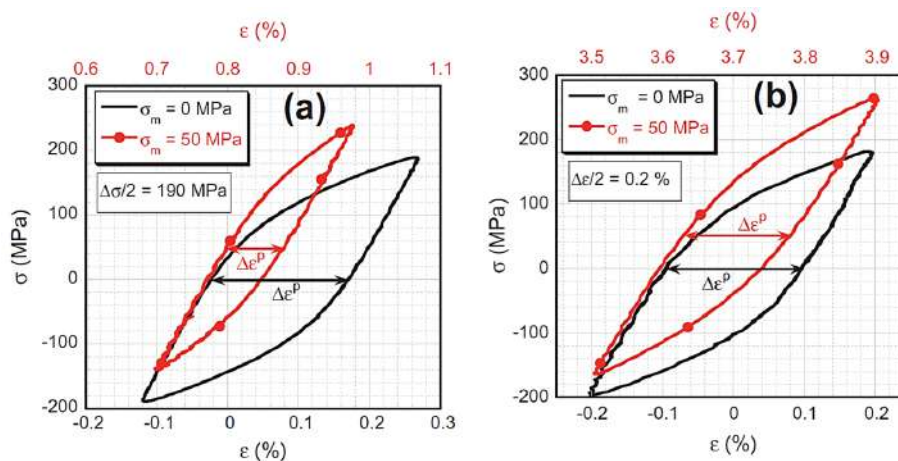 ε (%)
0.6 0.7 0.8 0.9 1 1.1
300
200
100
0
-100
-200
σ (MPa)
σm = 0 MPa
σm = 50 MPa
(a)
Δσ/2 = 190 MPa
Δεᵖ
Δεᵖ
-0.2 -0.1 0 0.1 0.2 0.3
ε (%)
ε (%)
3.5 3.6 3.7 3.8 3.9
300
200
100
0
-100
-200
σ (MPa)
σm = 0 MPa
σm = 50 MPa
(b)
Δε/2 = 0.2 %
Δεᵖ
Δεᵖ
-0.2 -0.1 0 0.1 0.2
ε (%)